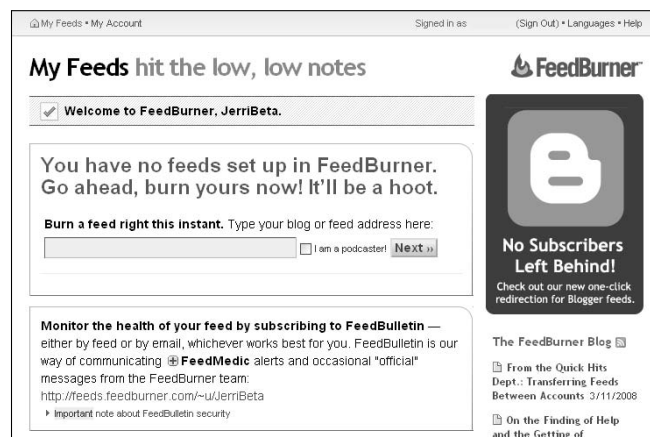 My Feeds • My Account
Signed in as (Sign Out) • Languages • Help
My Feeds hit the low, low notes
FeedBurner™
Welcome to FeedBurner, JerriBeta.
You have no feeds set up in FeedBurner.
Go ahead, burn yours now! It'll be a hoot.
Burn a feed right this instant. Type your blog or feed address here:
I am a podcaster! Next »
Monitor the health of your feed by subscribing to FeedBulletin —
either by feed or by email, whichever works best for you. FeedBulletin is our
way of communicating FeedMedic alerts and occasional "official"
messages from the FeedBurner team:
http://feeds.feedburner.com/~u/JerriBeta
Important note about FeedBulletin security
No Subscribers
Left Behind!
Check out our new one-click
redirection for Blogger feeds.
The FeedBurner Blog
From the Quick Hits
Dept.: Transferring Feeds
Between Accounts 3/11/2008
On the Finding of Help
and the Getting of